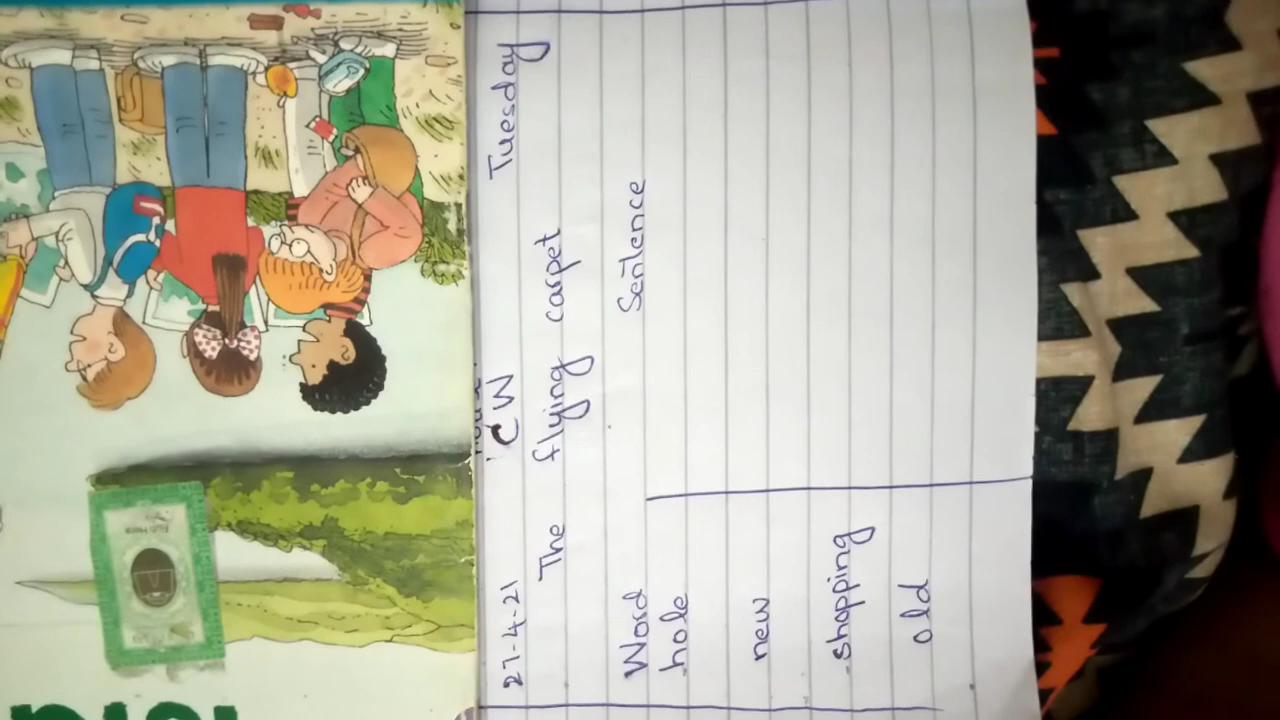 27-4-21 CW Tuesday
The flying carpet
Word Sentence
hole
new
shopping
old